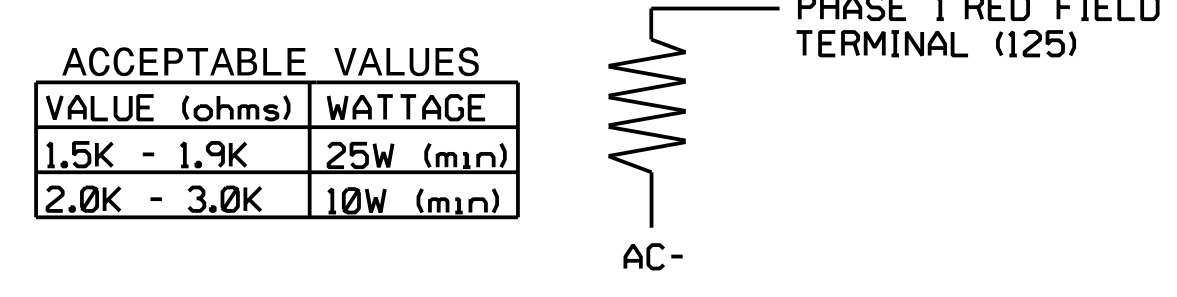 ACCEPTABLE VALUES
VALUE (ohms) WATTAGE
1.5K - 1.9K 25W (min)
2.0K - 3.0K 10W (min)
PHASE 1 RED FIELD
TERMINAL (125)
AC-